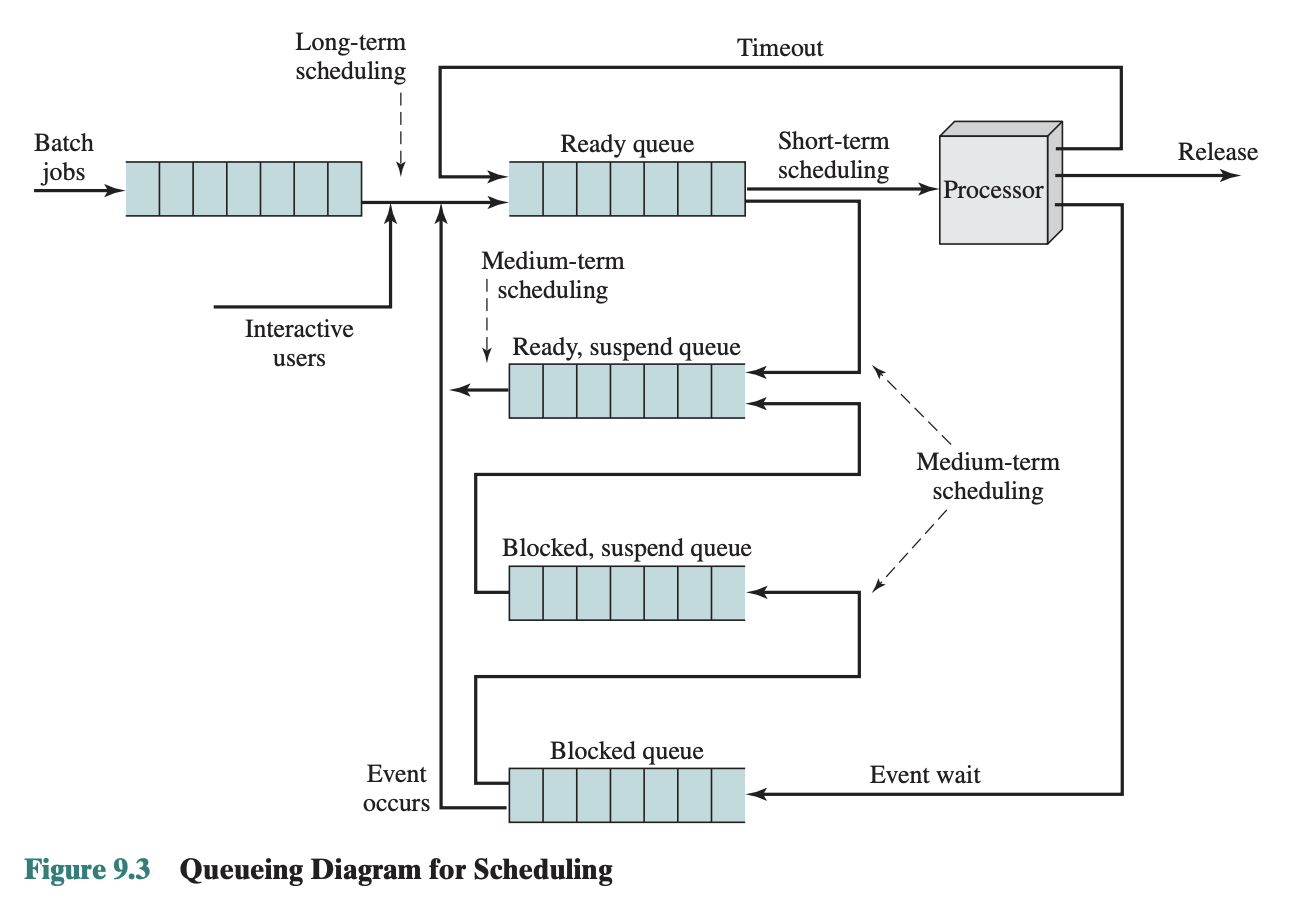 Long-term
scheduling
Timeout
Batch
jobs
Ready queue
Short-term
scheduling
Processor
Release
Interactive
users
Medium-term
scheduling
Ready, suspend queue
Medium-term
scheduling
Blocked, suspend queue
Blocked queue
Event
occurs
Event wait
Figure 9.3 Queueing Diagram for Scheduling